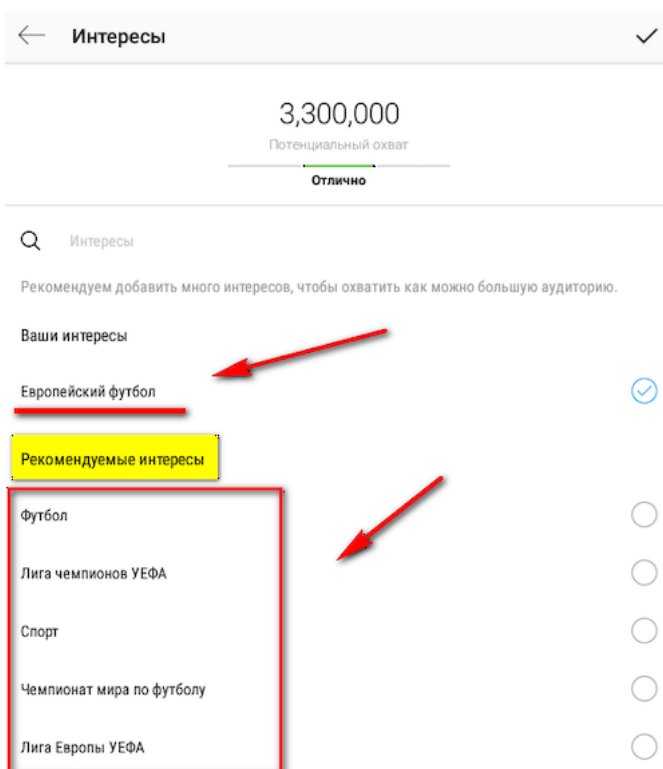 Интересы
3,300,000
Потенциальный охват
Отлично
Интересы
Рекомендуем добавить много интересов, чтобы охватить как можно большую аудиторию.
Ваши интересы
Европейский футбол
Рекомендуемые интересы
Футбол
Лига чемпионов УЕФА
Спорт
Чемпионат мира по футболу
Лига Европы УЕФА